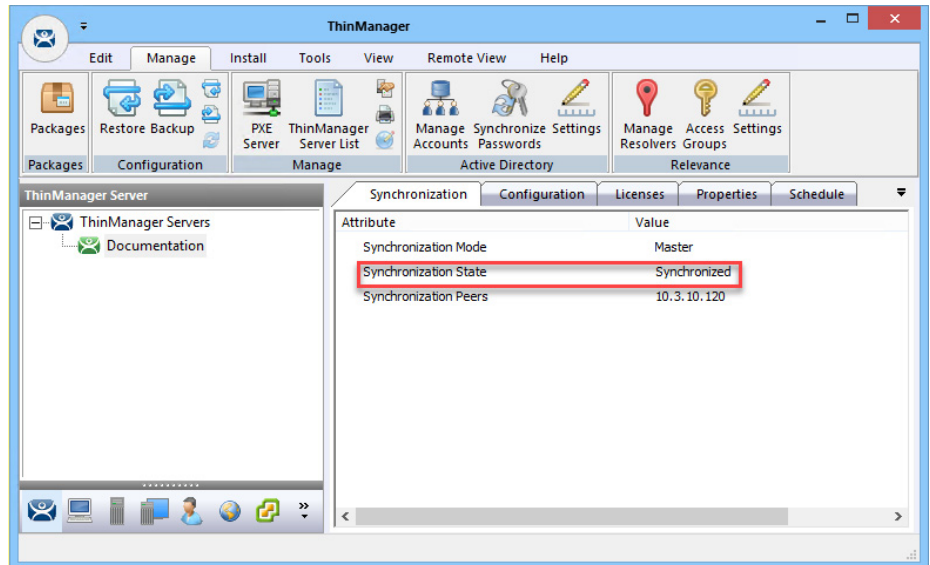 ThinManager
Edit Manage Install Tools View Remote View Help
Packages Restore Backup PXE Server ThinManager Server List Manage Accounts Synchronize Passwords Settings Manage Resolvers Access Groups Settings
Packages Configuration Manage Active Directory Relevance
ThinManager Server
ThinManager Servers
Documentation
Synchronization Configuration Licenses Properties Schedule
Attribute Value
Synchronization Mode Master
Synchronization State Synchronized
Synchronization Peers 10.3.10.120